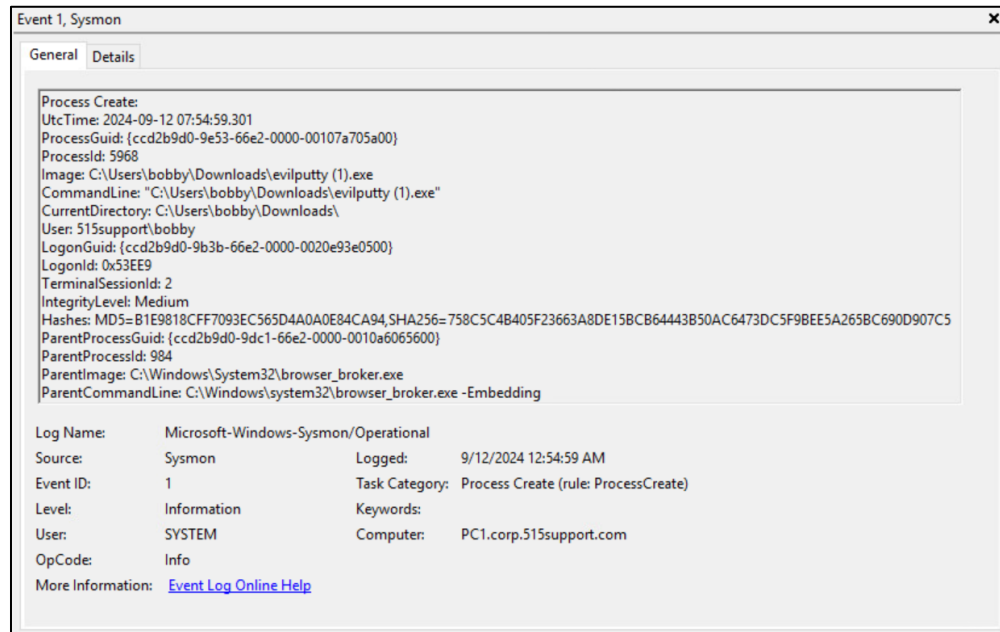 Event 1, Sysmon
General Details
Process Create:
UtcTime: 2024-09-12 07:54:59.301
ProcessGuid: {ccd2b9d0-9e53-66e2-0000-00107a705a00}
ProcessId: 5968
Image: C:\Users\bobby\Downloads\evilputty (1).exe
CommandLine: "C:\Users\bobby\Downloads\evilputty (1).exe"
CurrentDirectory: C:\Users\bobby\Downloads\
User: 515support\bobby
LogonGuid: {ccd2b9d0-9b3b-66e2-0000-0020e93e0500}
LogonId: 0x53EE9
TerminalSessionId: 2
IntegrityLevel: Medium
Hashes: MD5=B1E9818CFF7093EC565D4A0A0E84CA94,SHA256=758C5C4B405F23663A8DE15BCB64443B50AC6473DC5F9BEE5A265BC690D907C5
ParentProcessGuid: {ccd2b9d0-9dc1-66e2-0000-0010a6065600}
ParentProcessId: 984
ParentImage: C:\Windows\System32\browser_broker.exe
ParentCommandLine: C:\Windows\system32\browser_broker.exe -Embedding
Log Name: Microsoft-Windows-Sysmon/Operational
Source: Sysmon Logged: 9/12/2024 12:54:59 AM
Event ID: 1 Task Category: Process Create (rule: ProcessCreate)
Level: Information Keywords:
User: SYSTEM Computer: PC1.corp.515support.com
OpCode: Info
More Information: Event Log Online Help